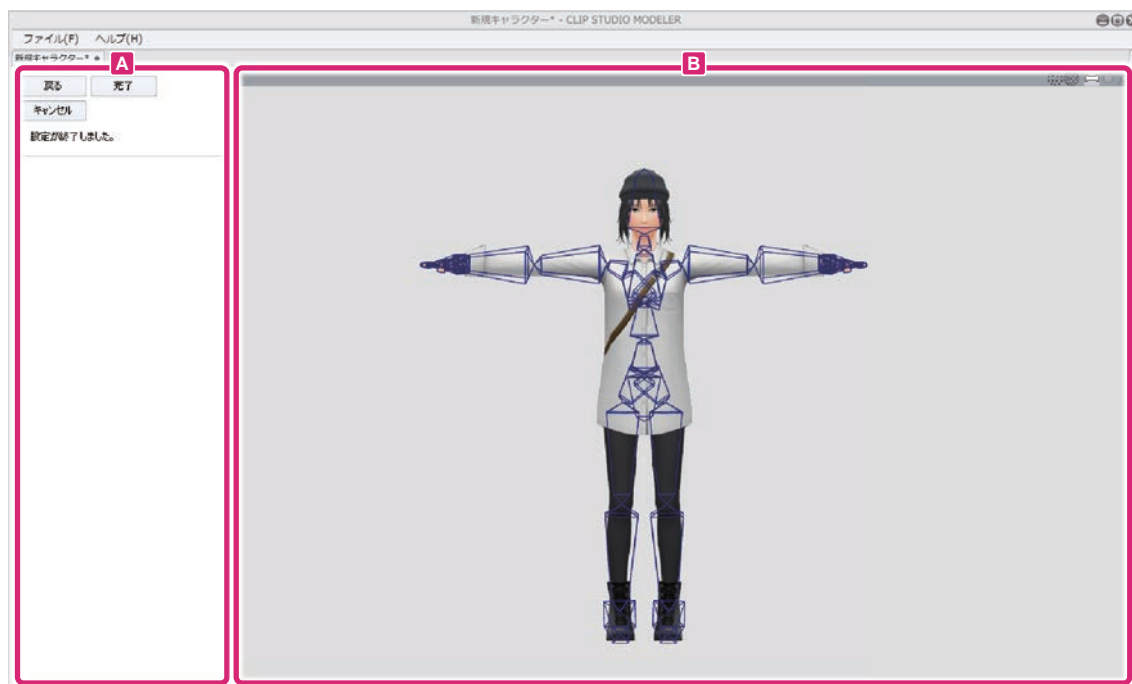 新規キャラクター* - CLIP STUDIO MODELER
ファイル(F) ヘルプ(H)
新規キャラクター*
A
B
戻る 完了
キャンセル
設定が終了しました。